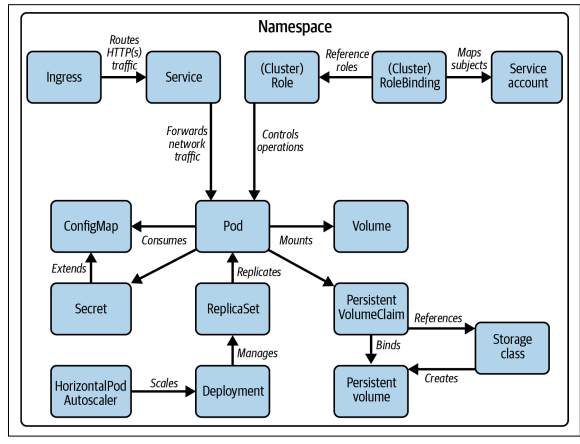 Namespace
Routes
HTTP(s)
traffic
Ingress
Service
(Cluster)
Role
Reference
roles
(Cluster)
RoleBinding
Maps
subjects
Service
account
Forwards
network
traffic
Controls
operations
ConfigMap
Consumes
Pod
Mounts
Volume
Extends
Replicates
Secret
ReplicaSet
Persistent
VolumeClaim
References
Storage
class
Manages
Binds
HorizontalPod
Autoscaler
Scales
Deployment
Persistent
volume
Creates